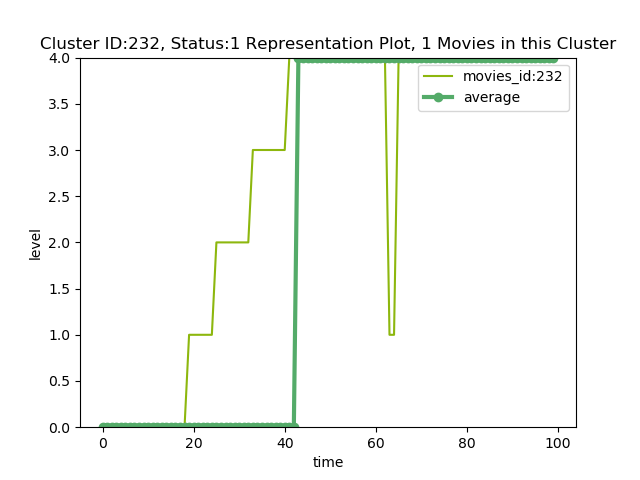 Cluster ID:232, Status:1 Representation Plot, 1 Movies in this Cluster
4.0
3.5
3.0
2.5
2.0
1.5
1.0
0.5
0.0
level
movies_id:232
average
0 20 40 60 80 100
time